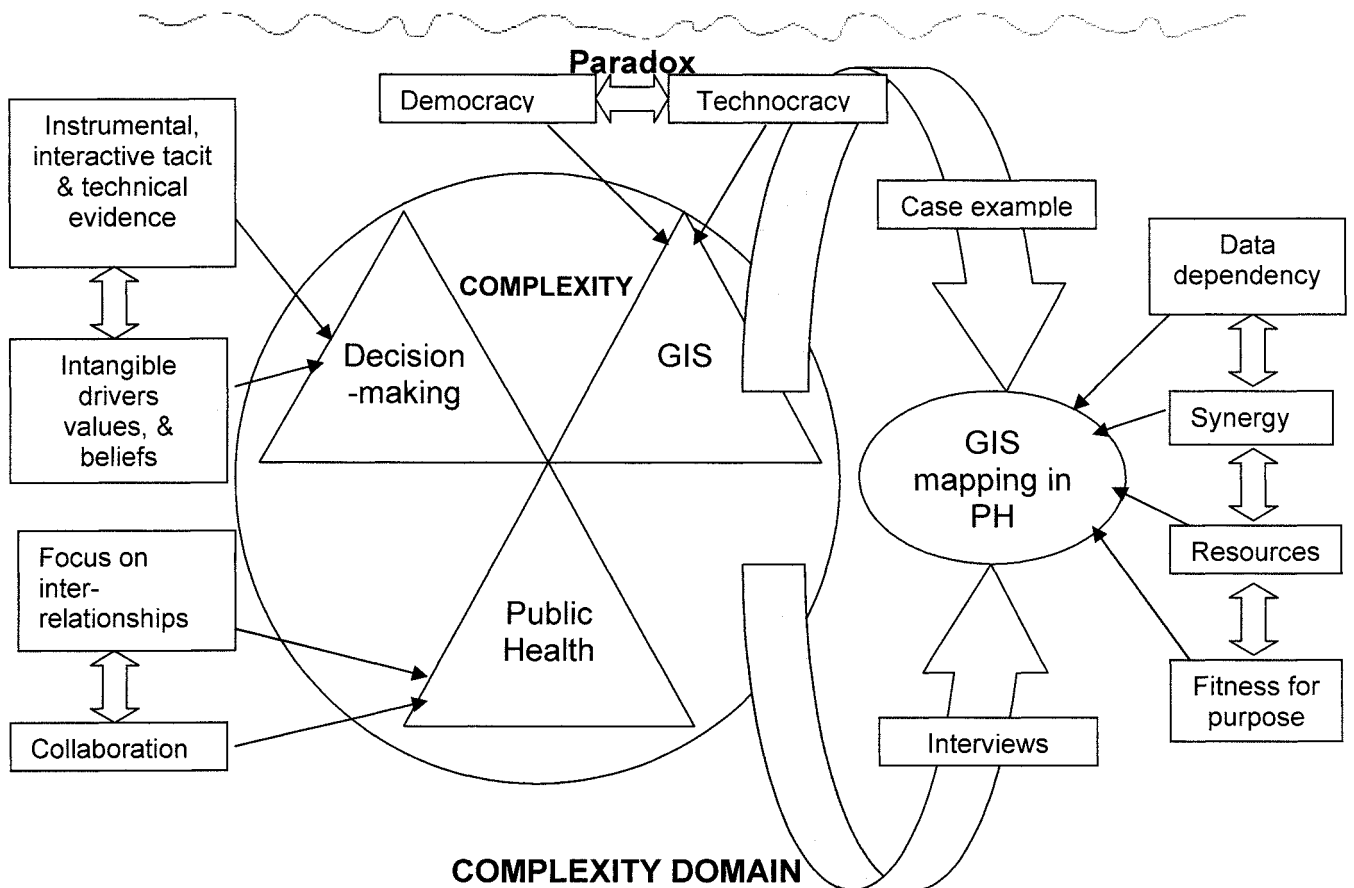 Paradox
Democracy
Technocracy
Instrumental,
interactive tacit
& technical
evidence
Intangible
drivers
values, &
beliefs
Focus on
inter-
relationships
Collaboration
COMPLEXITY
Decision
-making
GIS
Public
Health
Case example
GIS
mapping in
PH
Interviews
Data
dependency
Synergy
Resources
Fitness for
purpose
COMPLEXITY DOMAIN